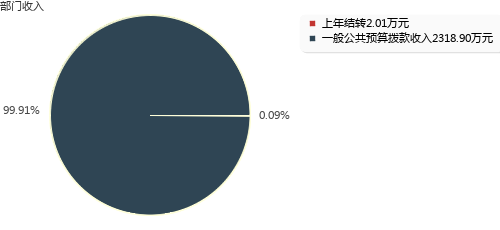 部门收入
上年结转2.01万元
一般公共预算拨款收入2318.90万元
99.91%
0.09%